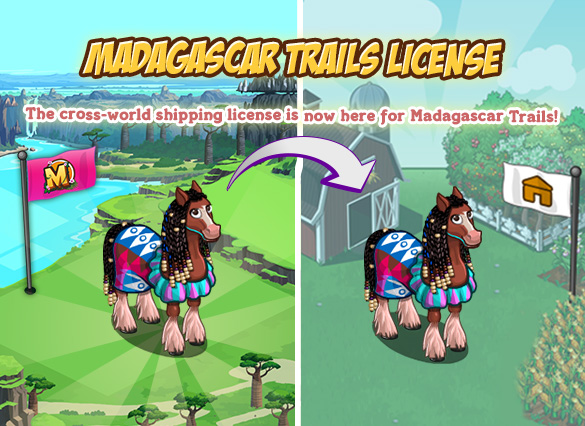 MADAGASCAR TRAILS LICENSE
The cross-world shipping license is now here for Madagascar Trails!
M